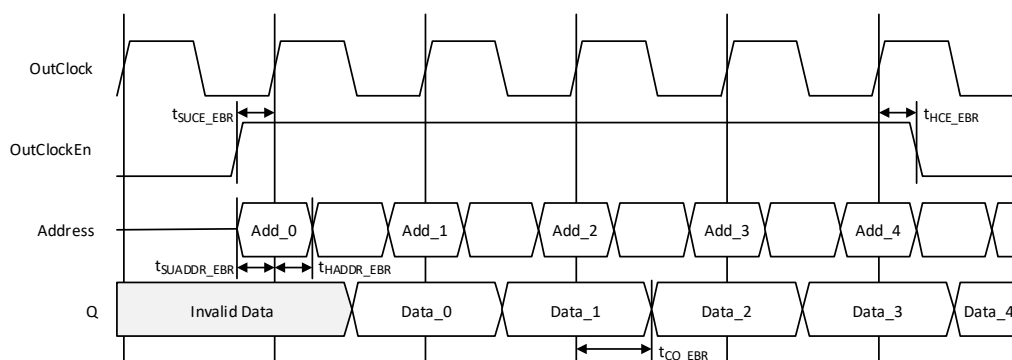 OutClock
tSUCE_EBR tHCE_EBR
OutClockEn
Address Add_0 Add_1 Add_2 Add_3 Add_4
tSUADDR_EBR tHADDR_EBR
Q Invalid Data Data_0 Data_1 Data_2 Data_3 Data_4
tCO_EBR